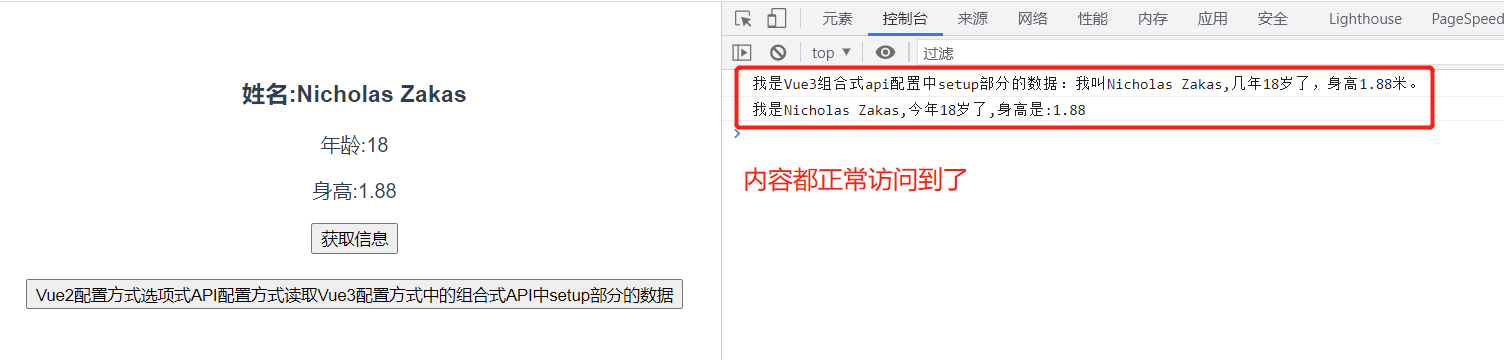 姓名:Nicholas Zakas
年龄:18
身高:1.88
获取信息
Vue2配置方式选项式API配置方式读取Vue3配置方式中的组合式API中setup部分的数据
元素 控制台 来源 网络 性能 内存 应用 安全 Lighthouse PageSpeed
top ▼ 过滤
我是Vue3组合式api配置中setup部分的数据：我叫Nicholas Zakas,几年18岁了，身高1.88米。
我是Nicholas Zakas,今年18岁了,身高是:1.88
内容都正常访问到了